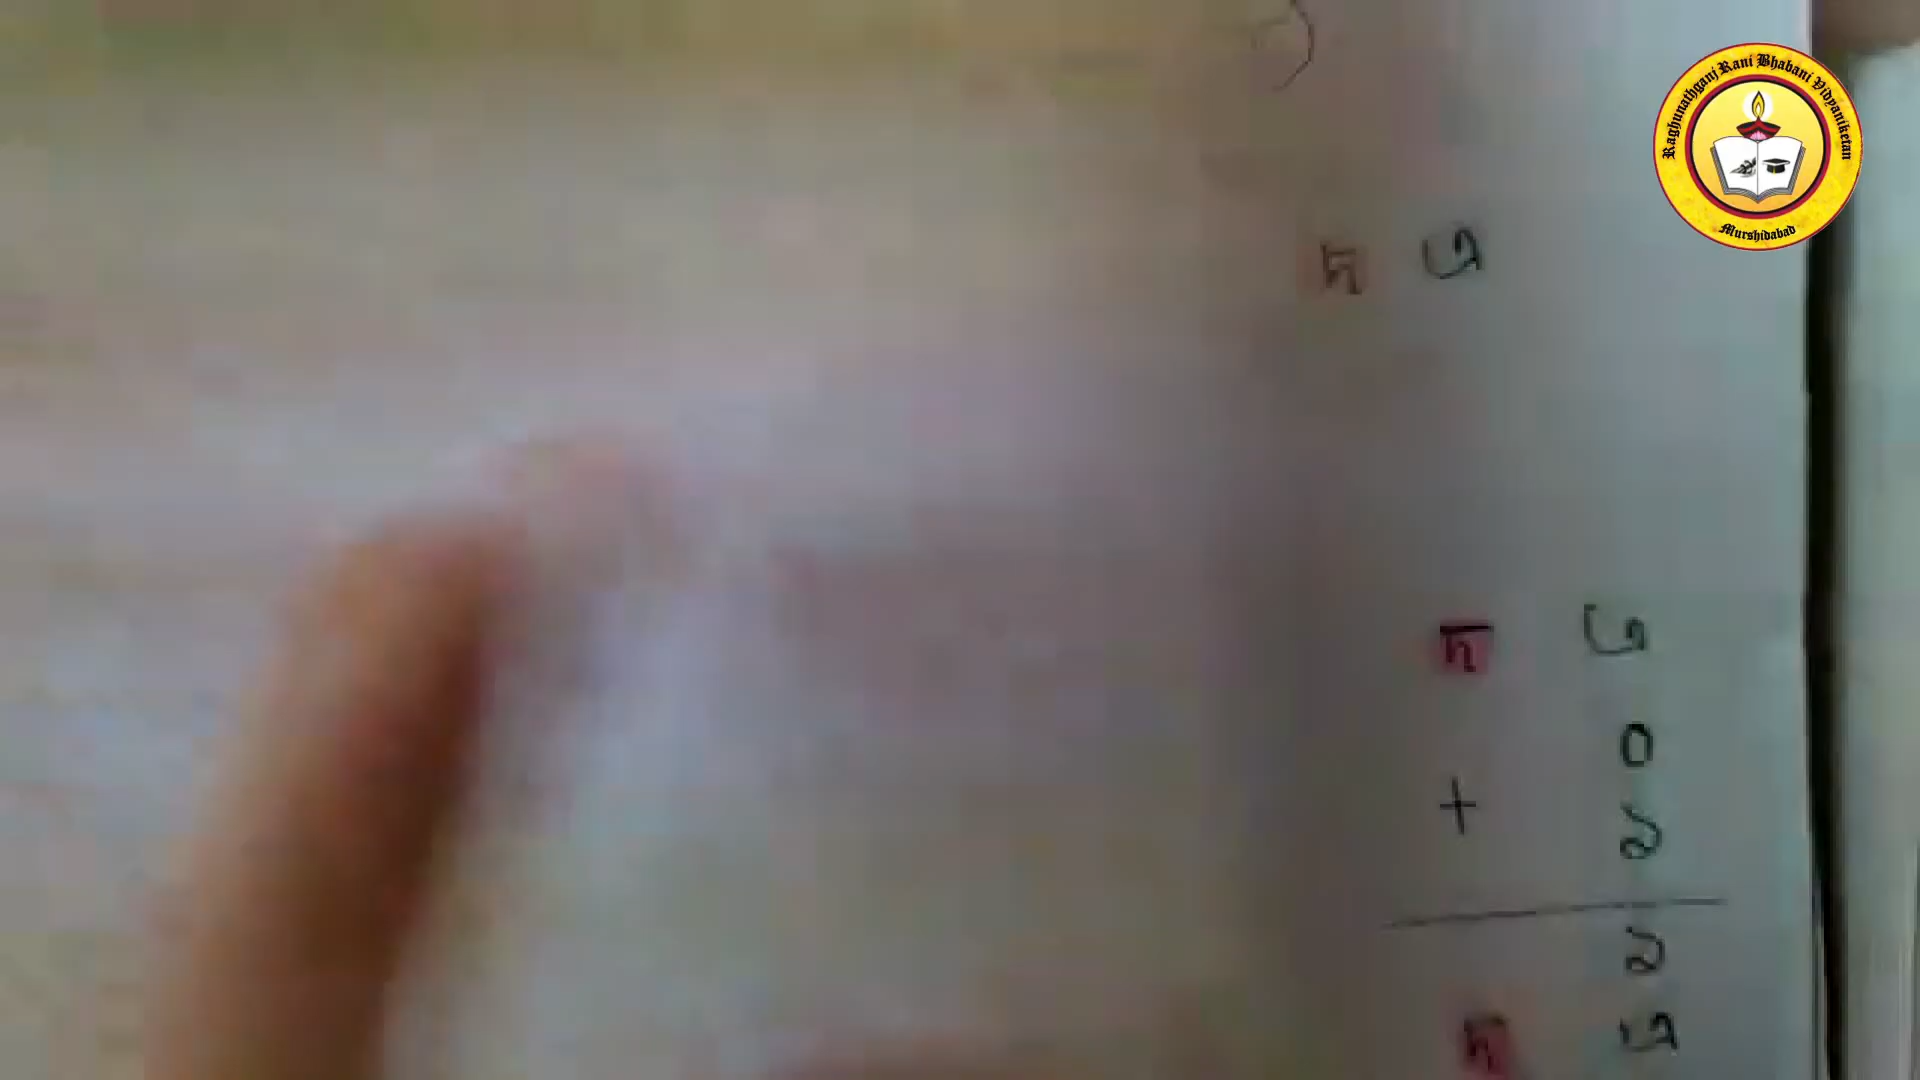 Raghunathganj Rani Bhabani Vidyaniketan
Murshidabad
দ এ
দ এ
০
+ ২
২
দ এ